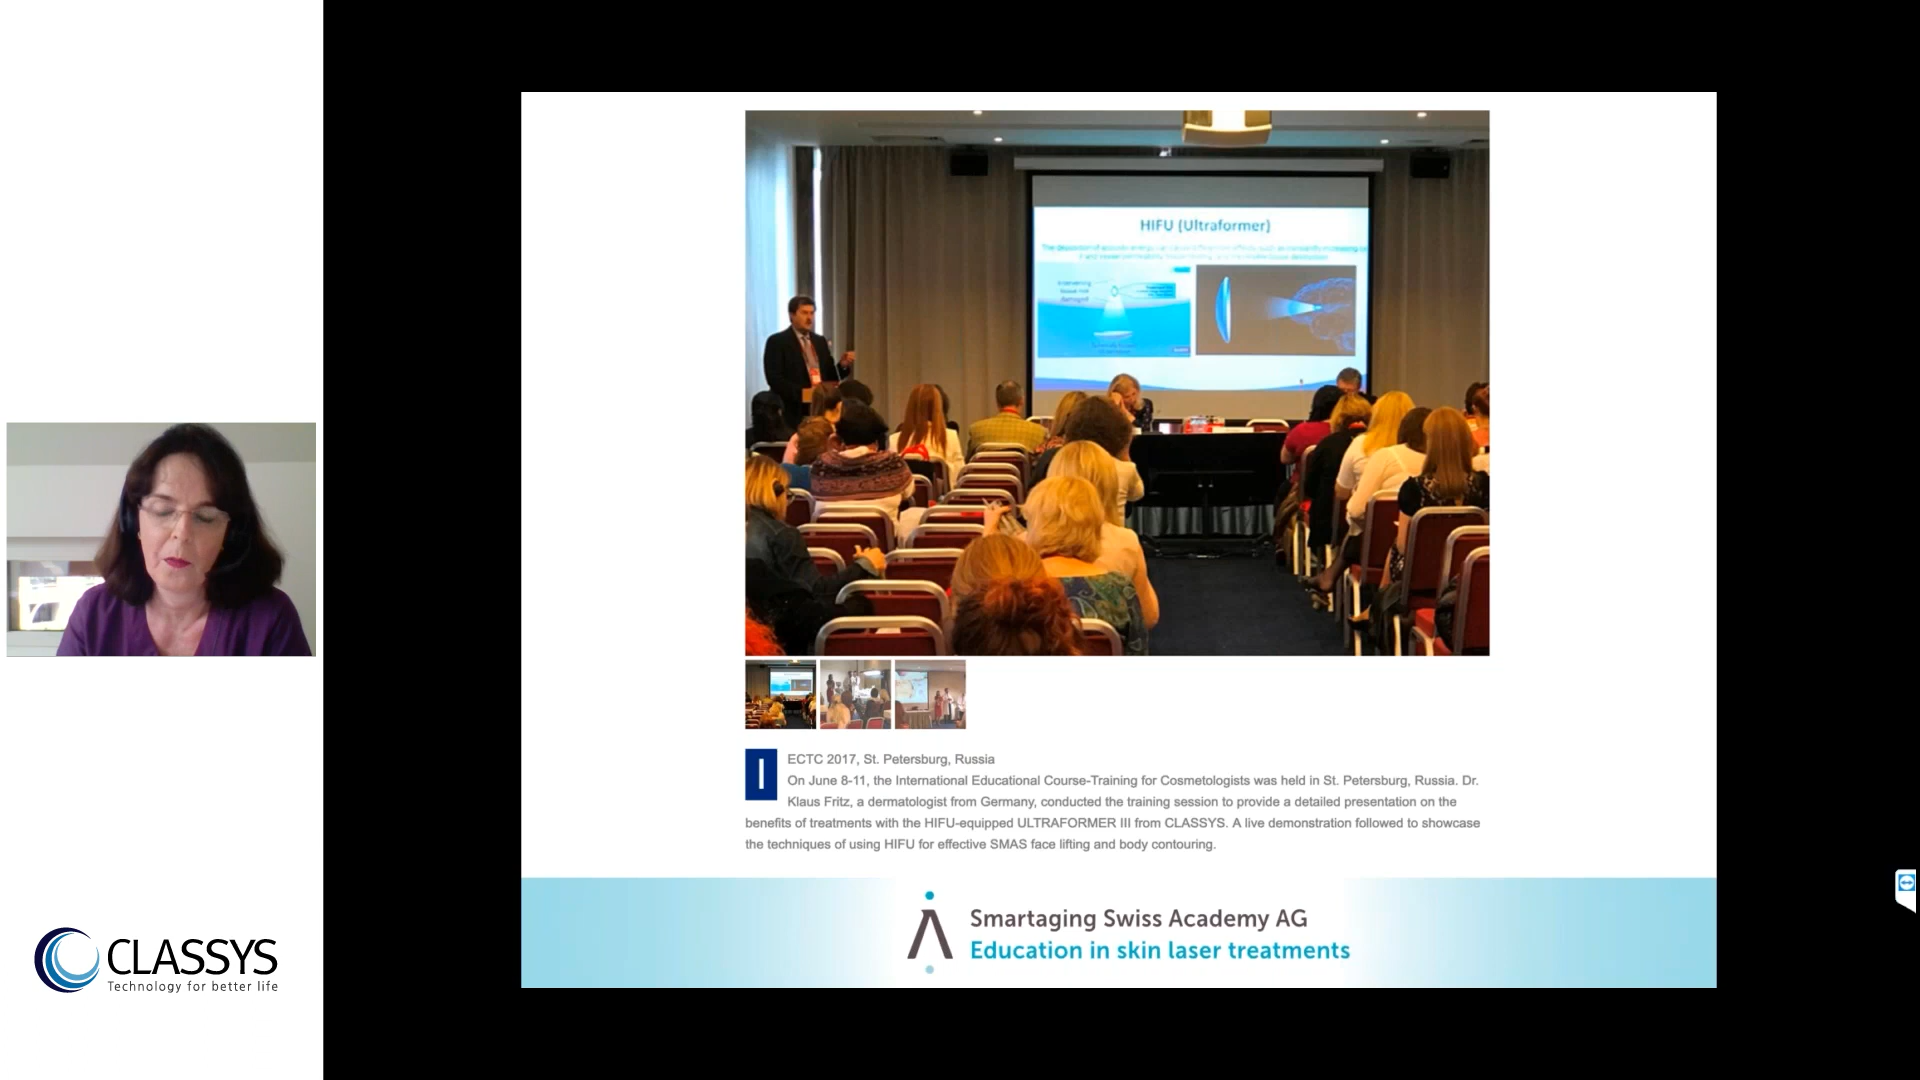 HIFU (Ultraformer)
Intervening
tissue not
damaged
I
ECTC 2017, St. Petersburg, Russia
On June 8-11, the International Educational Course-Training for Cosmetologists was held in St. Petersburg, Russia. Dr.
Klaus Fritz, a dermatologist from Germany, conducted the training session to provide a detailed presentation on the
benefits of treatments with the HIFU-equipped ULTRAFORMER III from CLASSYS. A live demonstration followed to showcase
the techniques of using HIFU for effective SMAS face lifting and body contouring.
Smartaging Swiss Academy AG
Education in skin laser treatments
CLASSYS
Technology for better life